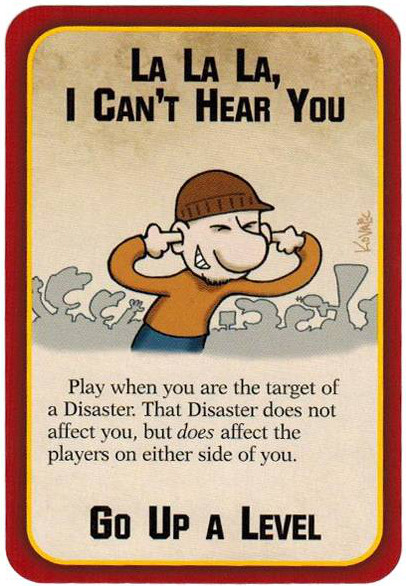 La La La,
I Can't Hear You
Kovalic
Play when you are the target of
a Disaster. That Disaster does not
affect you, but does affect the
players on either side of you.
Go Up a Level